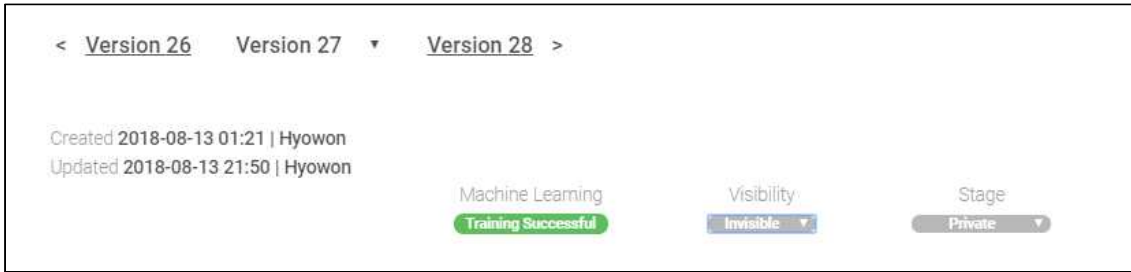 < Version 26 Version 27 ▼ Version 28 >
Created 2018-08-13 01:21 | Hyowon
Updated 2018-08-13 21:50 | Hyowon
Machine Learning Visibility Stage
Training Successful Invisible ▼ Private ▼